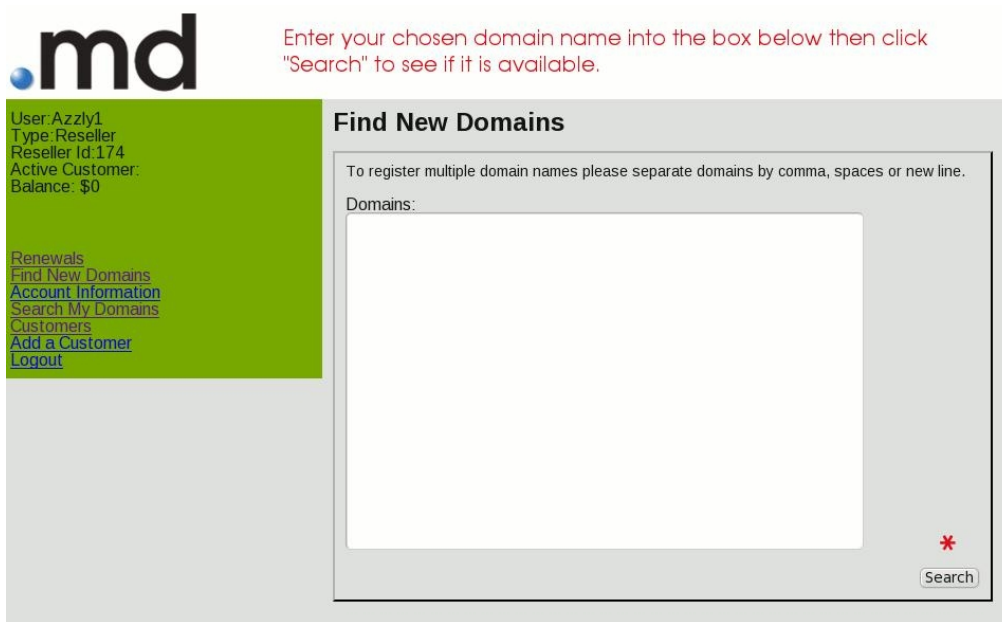 .md
Enter your chosen domain name into the box below then click
"Search" to see if it is available.
User:Azzly1
Type:Reseller
Reseller Id:174
Active Customer:
Balance: $0
Renewals
Find New Domains
Account Information
Search My Domains
Customers
Add a Customer
Logout
Find New Domains
To register multiple domain names please separate domains by comma, spaces or new line.
Domains:
*
Search